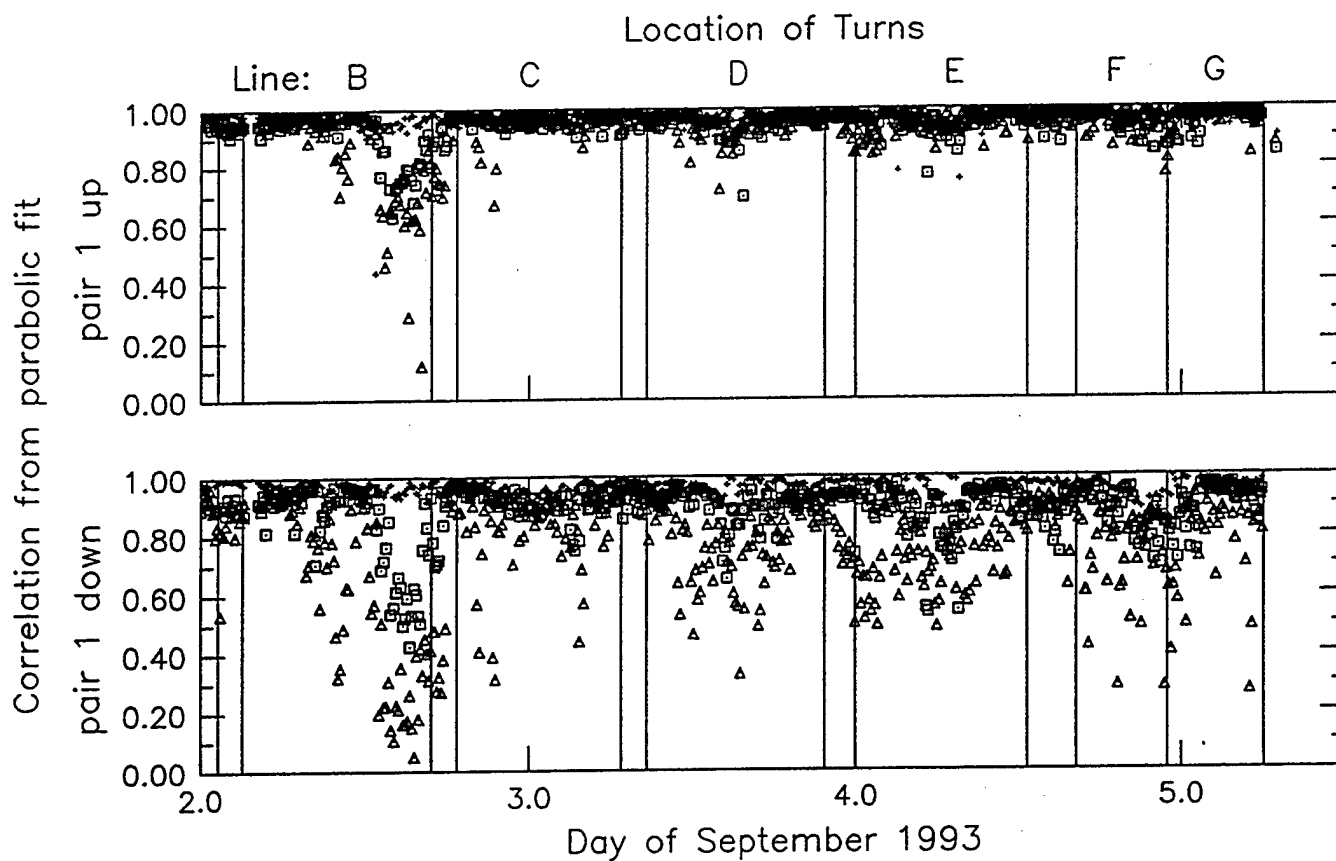 Location of Turns
Line: B C D E F G
Correlation from parabolic fit
pair 1 up
1.00
0.80
0.60
0.40
0.20
0.00
pair 1 down
1.00
0.80
0.60
0.40
0.20
0.00
2.0 3.0 4.0 5.0
Day of September 1993